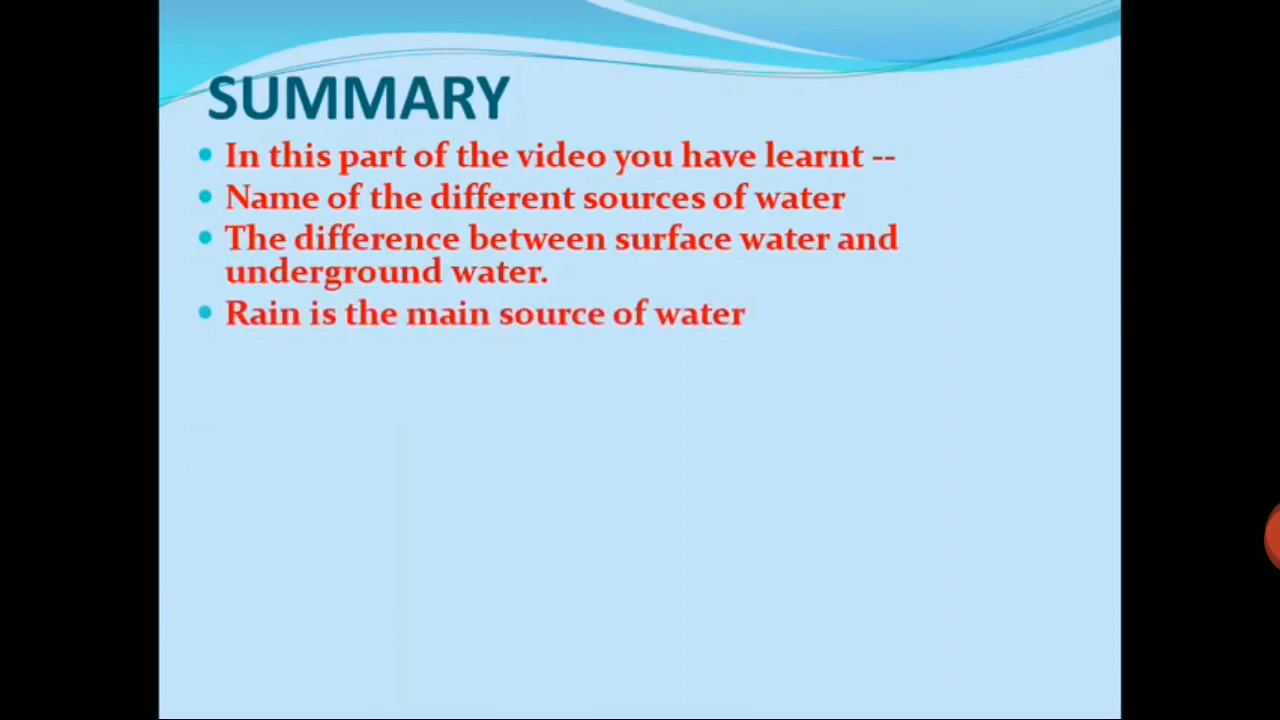 SUMMARY
In this part of the video you have learnt --
Name of the different sources of water
The difference between surface water and
underground water.
Rain is the main source of water